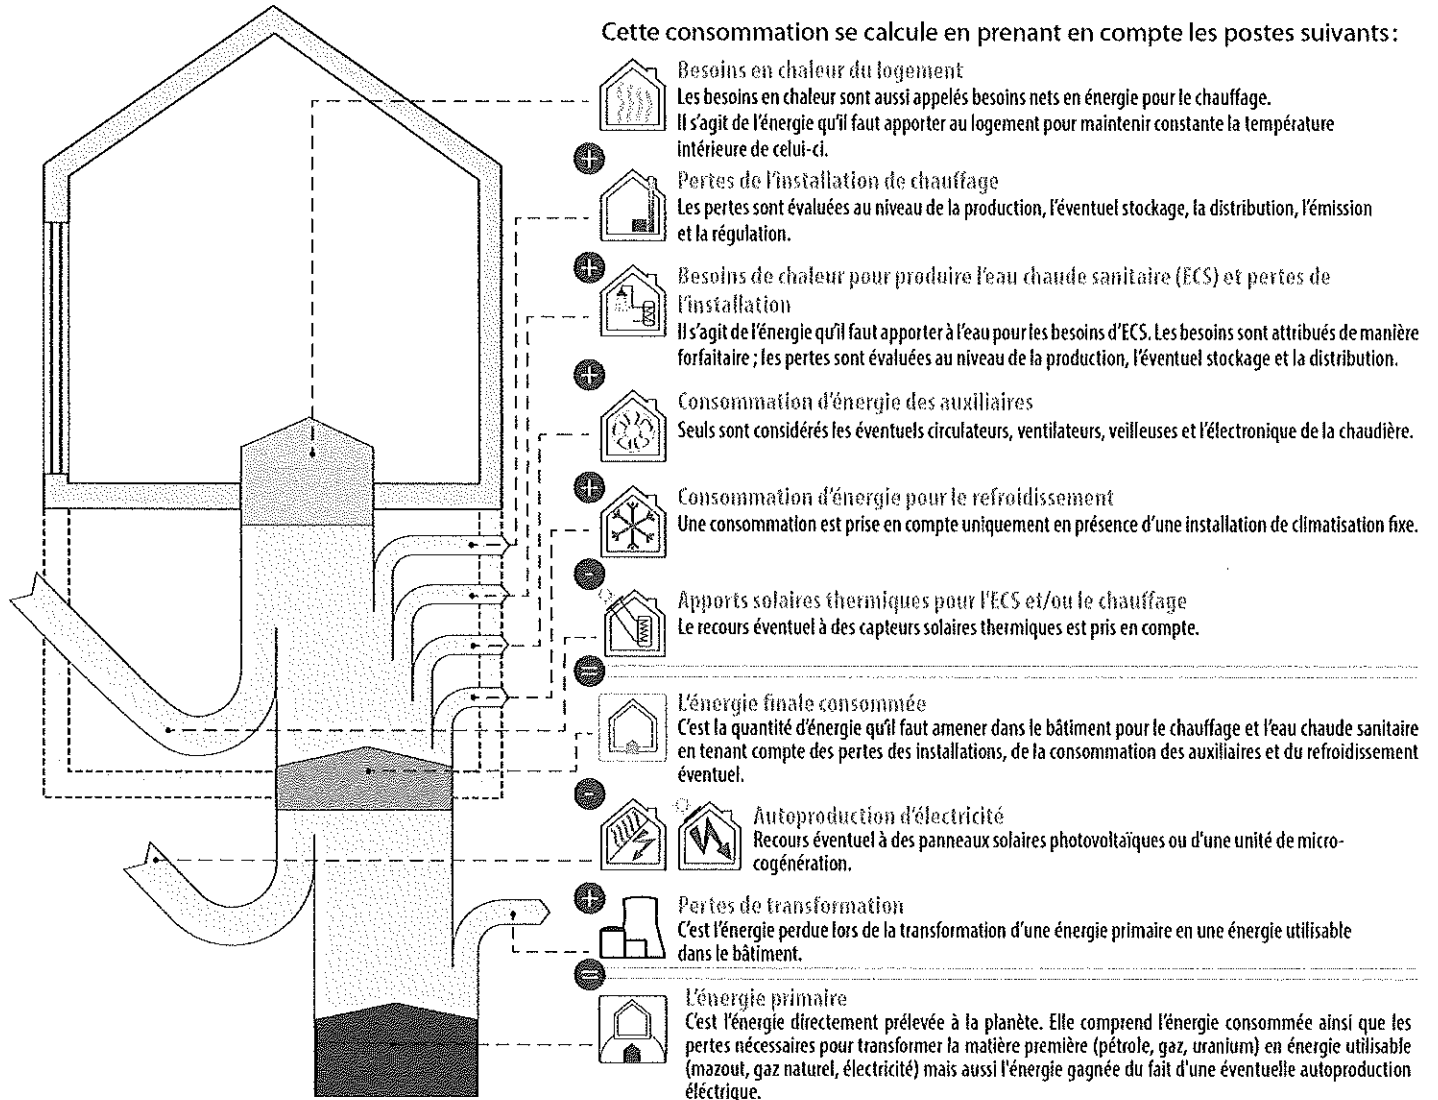 Cette consommation se calcule en prenant en compte les postes suivants:
Besoins en chaleur du logement
Les besoins en chaleur sont aussi appelés besoins nets en énergie pour le chauffage.
Il s'agit de l'énergie qu'il faut apporter au logement pour maintenir constante la température
intérieure de celui-ci.
+
Pertes de l'installation de chauffage
Les pertes sont évaluées au niveau de la production, l'éventuel stockage, la distribution, l'émission
et la régulation.
+
Besoins de chaleur pour produire l'eau chaude sanitaire (ECS) et pertes de
l'installation
Il s'agit de l'énergie qu'il faut apporter à l'eau pour les besoins d'ECS. Les besoins sont attribués de manière
forfaitaire ; les pertes sont évaluées au niveau de la production, l'éventuel stockage et la distribution.
+
Consommation d'énergie des auxiliaires
Seuls sont considérés les éventuels circulateurs, ventilateurs, veilleuses et l'électronique de la chaudière.
+
Consommation d'énergie pour le refroidissement
Une consommation est prise en compte uniquement en présence d'une installation de climatisation fixe.
-
Apports solaires thermiques pour l'ECS et/ou le chauffage
Le recours éventuel à des capteurs solaires thermiques est pris en compte.
=
L'énergie finale consommée
C'est la quantité d'énergie qu'il faut amener dans le bâtiment pour le chauffage et l'eau chaude sanitaire
en tenant compte des pertes des installations, de la consommation des auxiliaires et du refroidissement
éventuel.
-
Autoproduction d'électricité
Recours éventuel à des panneaux solaires photovoltaïques ou d'une unité de micro-
cogénération.
+
Pertes de transformation
C'est l'énergie perdue lors de la transformation d'une énergie primaire en une énergie utilisable
dans le bâtiment.
=
L'énergie primaire
C'est l'énergie directement prélevée à la planète. Elle comprend l'énergie consommée ainsi que les
pertes nécessaires pour transformer la matière première (pétrole, gaz, uranium) en énergie utilisable
(mazout, gaz naturel, électricité) mais aussi l'énergie gagnée du fait d'une éventuelle autoproduction
éléctrique.